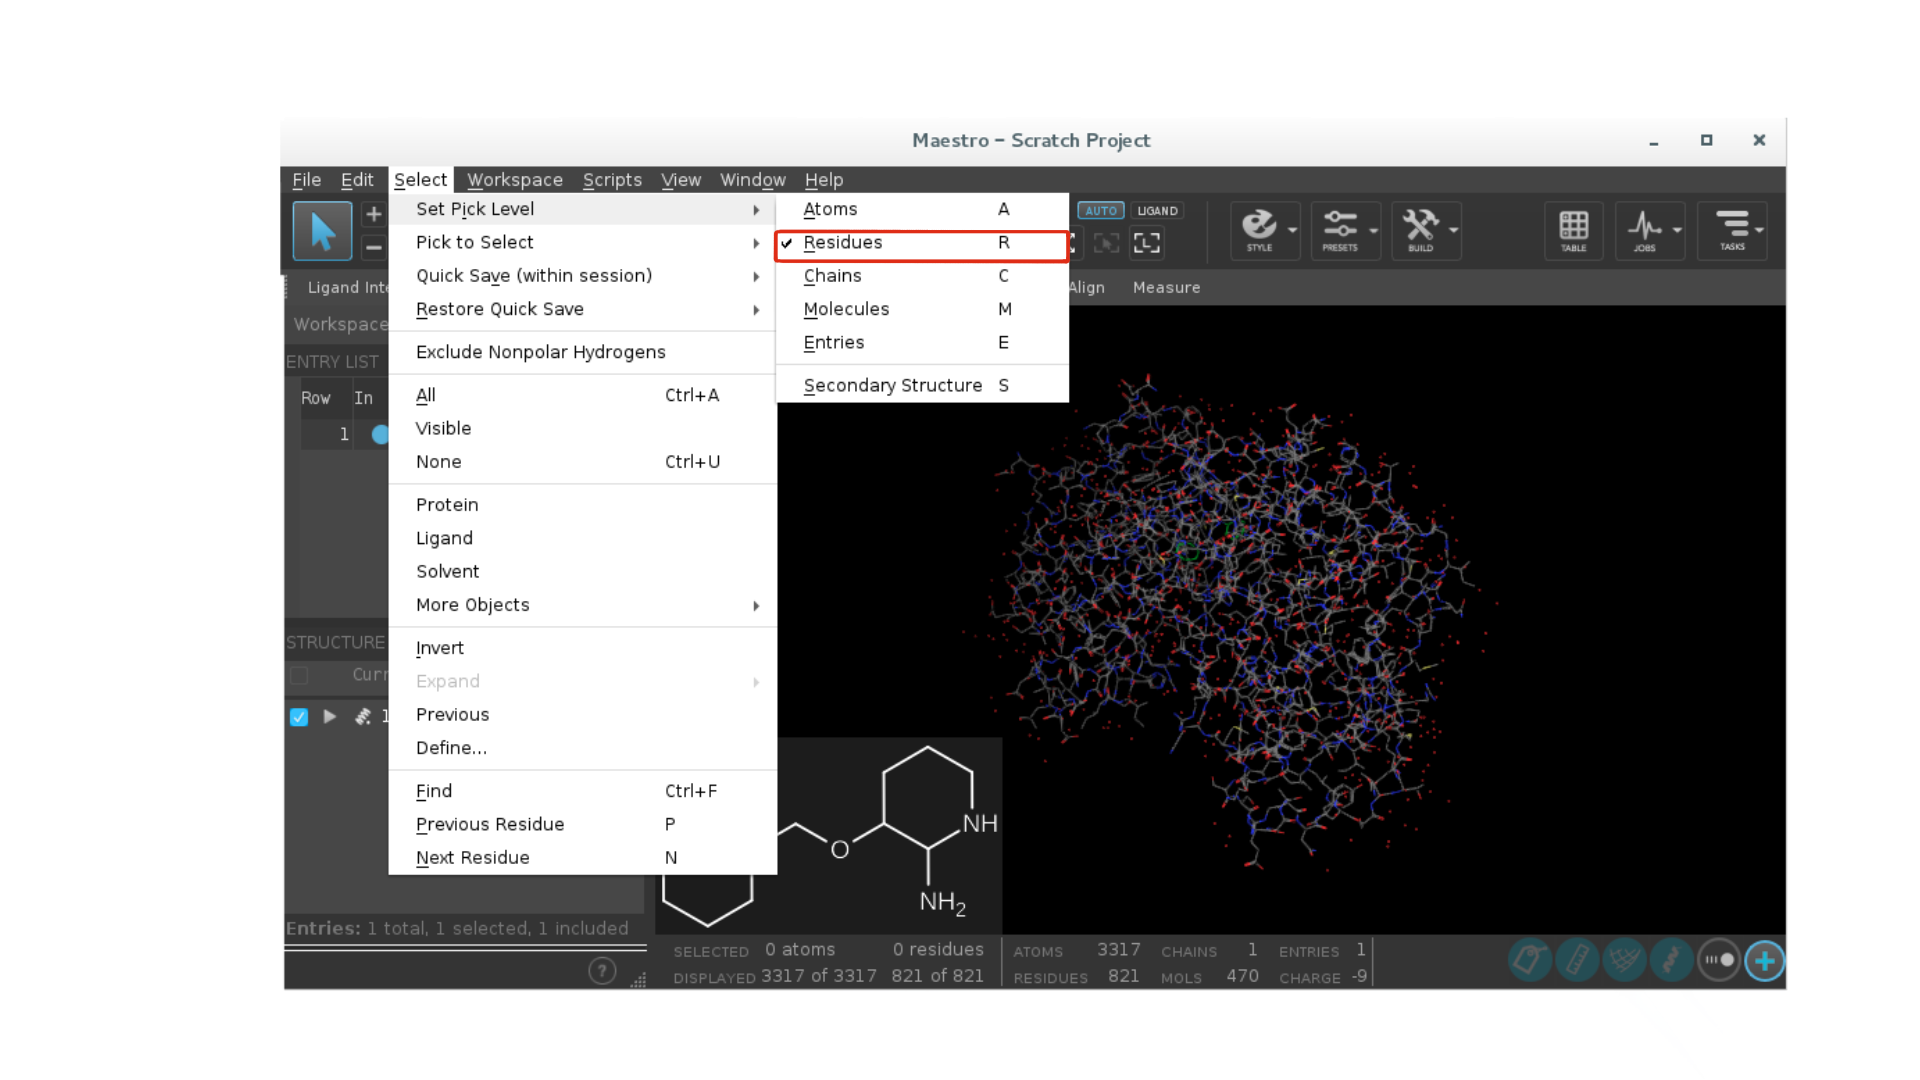 Maestro – Scratch Project
File Edit Select Workspace Scripts View Window Help
Set Pick Level
Pick to Select
Quick Save (within session)
Restore Quick Save
Exclude Nonpolar Hydrogens
All Ctrl+A
Visible
None Ctrl+U
Protein
Ligand
Solvent
More Objects
Invert
Expand
Previous
Define...
Find Ctrl+F
Previous Residue P
Next Residue N
Atoms A
Residues R
Chains C
Molecules M
Entries E
Secondary Structure S
AUTO LIGAND
STYLE PRESETS BUILD TABLE JOBS TASKS
Ligand Inte
Align Measure
Workspace
ENTRY LIST
Row In
1
STRUCTURE
Curr
1
NH
O
NH2
Entries: 1 total, 1 selected, 1 included
?
SELECTED 0 atoms 0 residues ATOMS 3317 CHAINS 1 ENTRIES 1
DISPLAYED 3317 of 3317 821 of 821 RESIDUES 821 MOLS 470 CHARGE -9